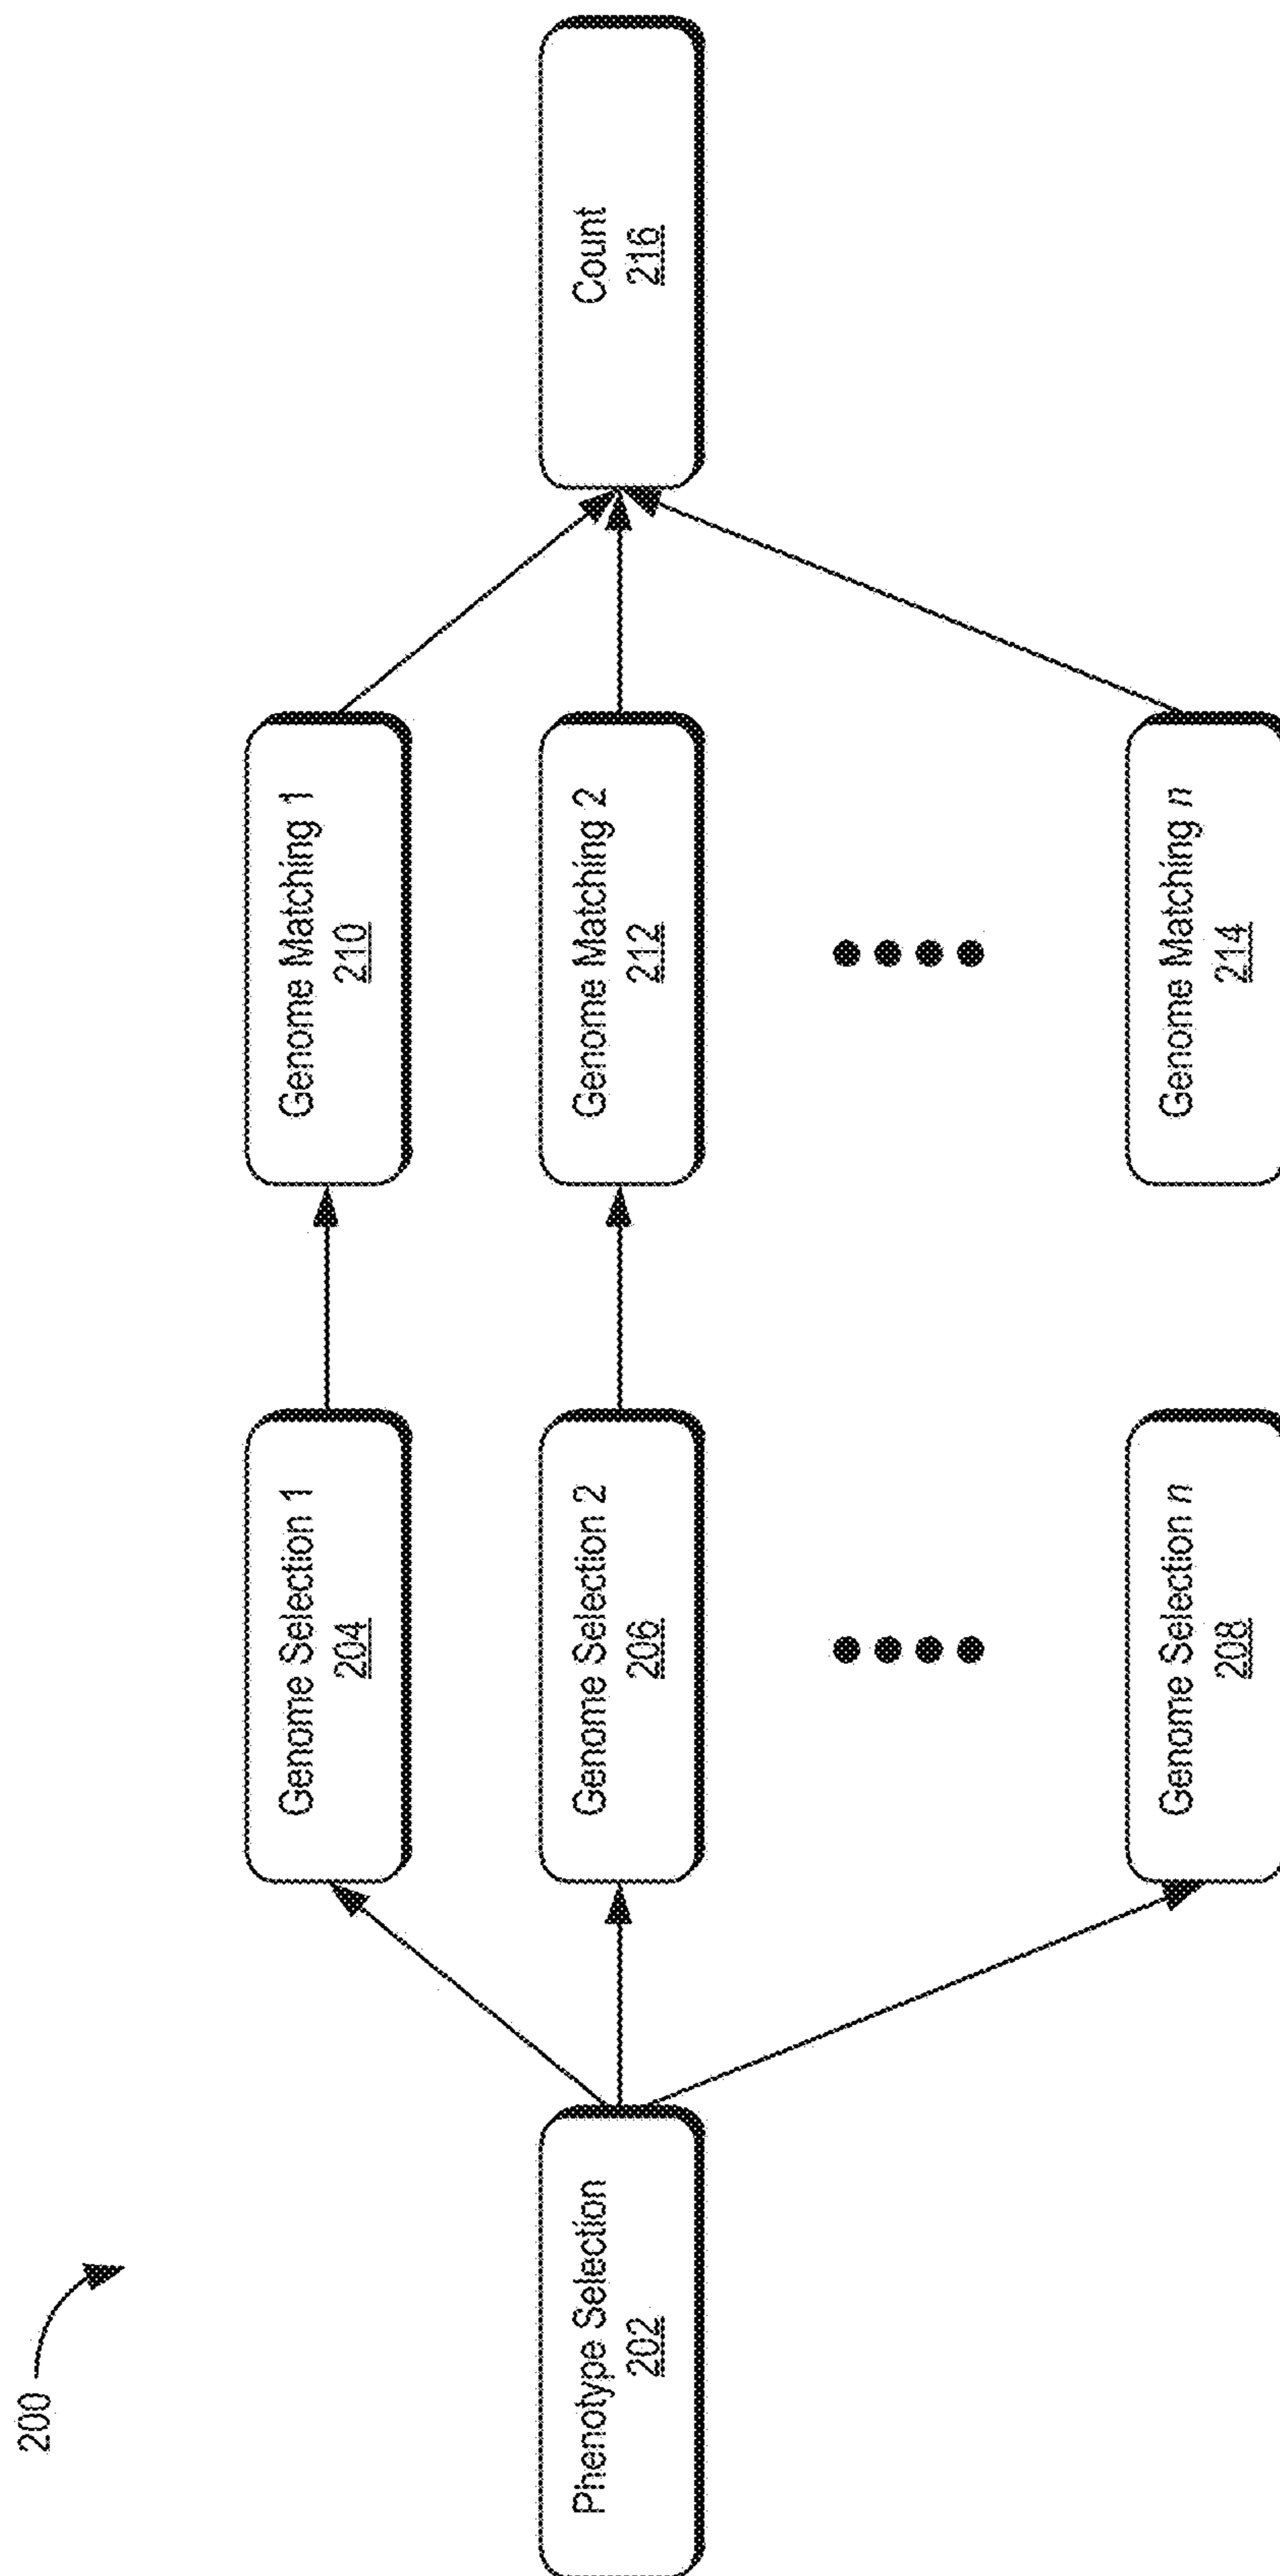 200
Phenotype Selection
202
Genome Selection 1
204
Genome Selection 2
206
Genome Selection n
208
Genome Matching 1
210
Genome Matching 2
212
Genome Matching n
214
Count
216